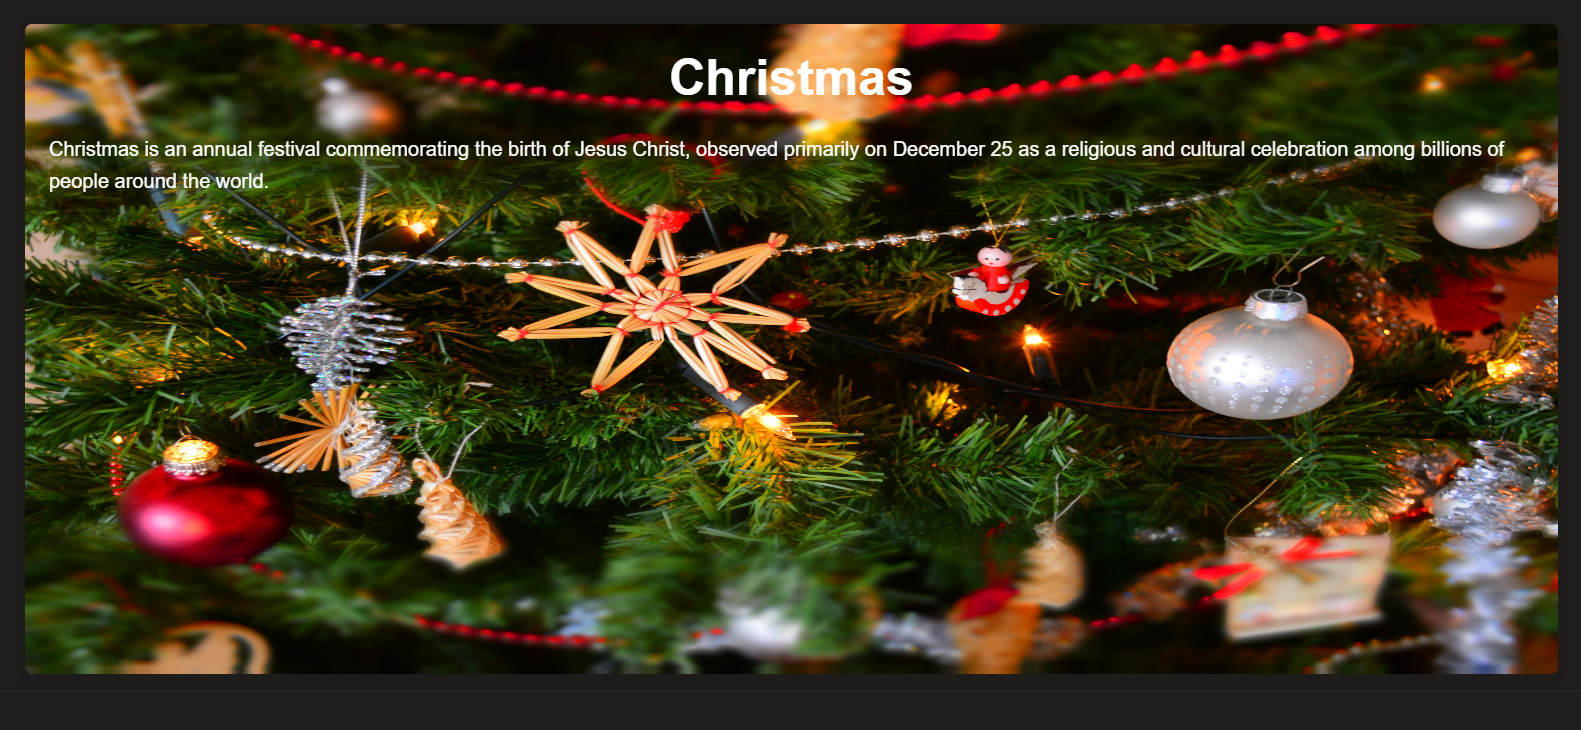 Christmas
Christmas is an annual festival commemorating the birth of Jesus Christ, observed primarily on December 25 as a religious and cultural celebration among billions of
people around the world.